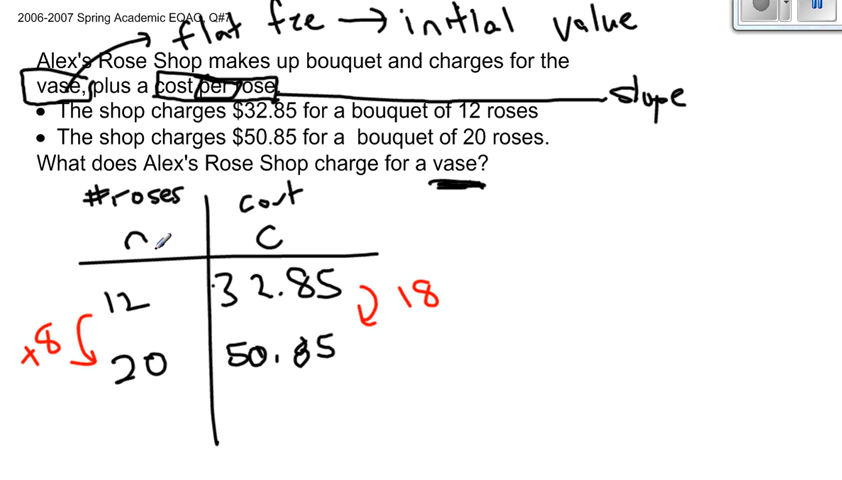 2006-2007 Spring Academic EQAO, Q#7
flat fee → initial value
Alex's Rose Shop makes up bouquet and charges for the
vase, plus a cost per rose.
slope
• The shop charges $32.85 for a bouquet of 12 roses
• The shop charges $50.85 for a bouquet of 20 roses.
What does Alex's Rose Shop charge for a vase?
#roses cost
n C
12 32.85
+8 18
20 50.85